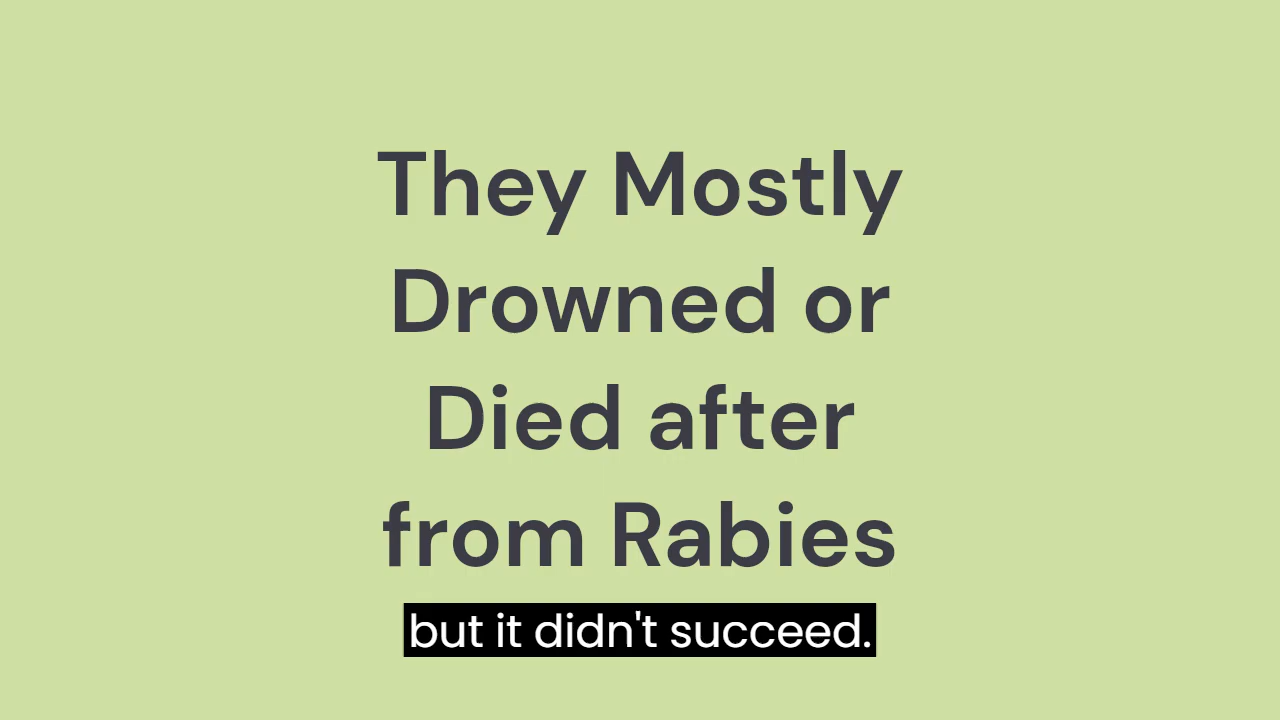 They Mostly
Drowned or
Died after
from Rabies
but it didn't succeed.